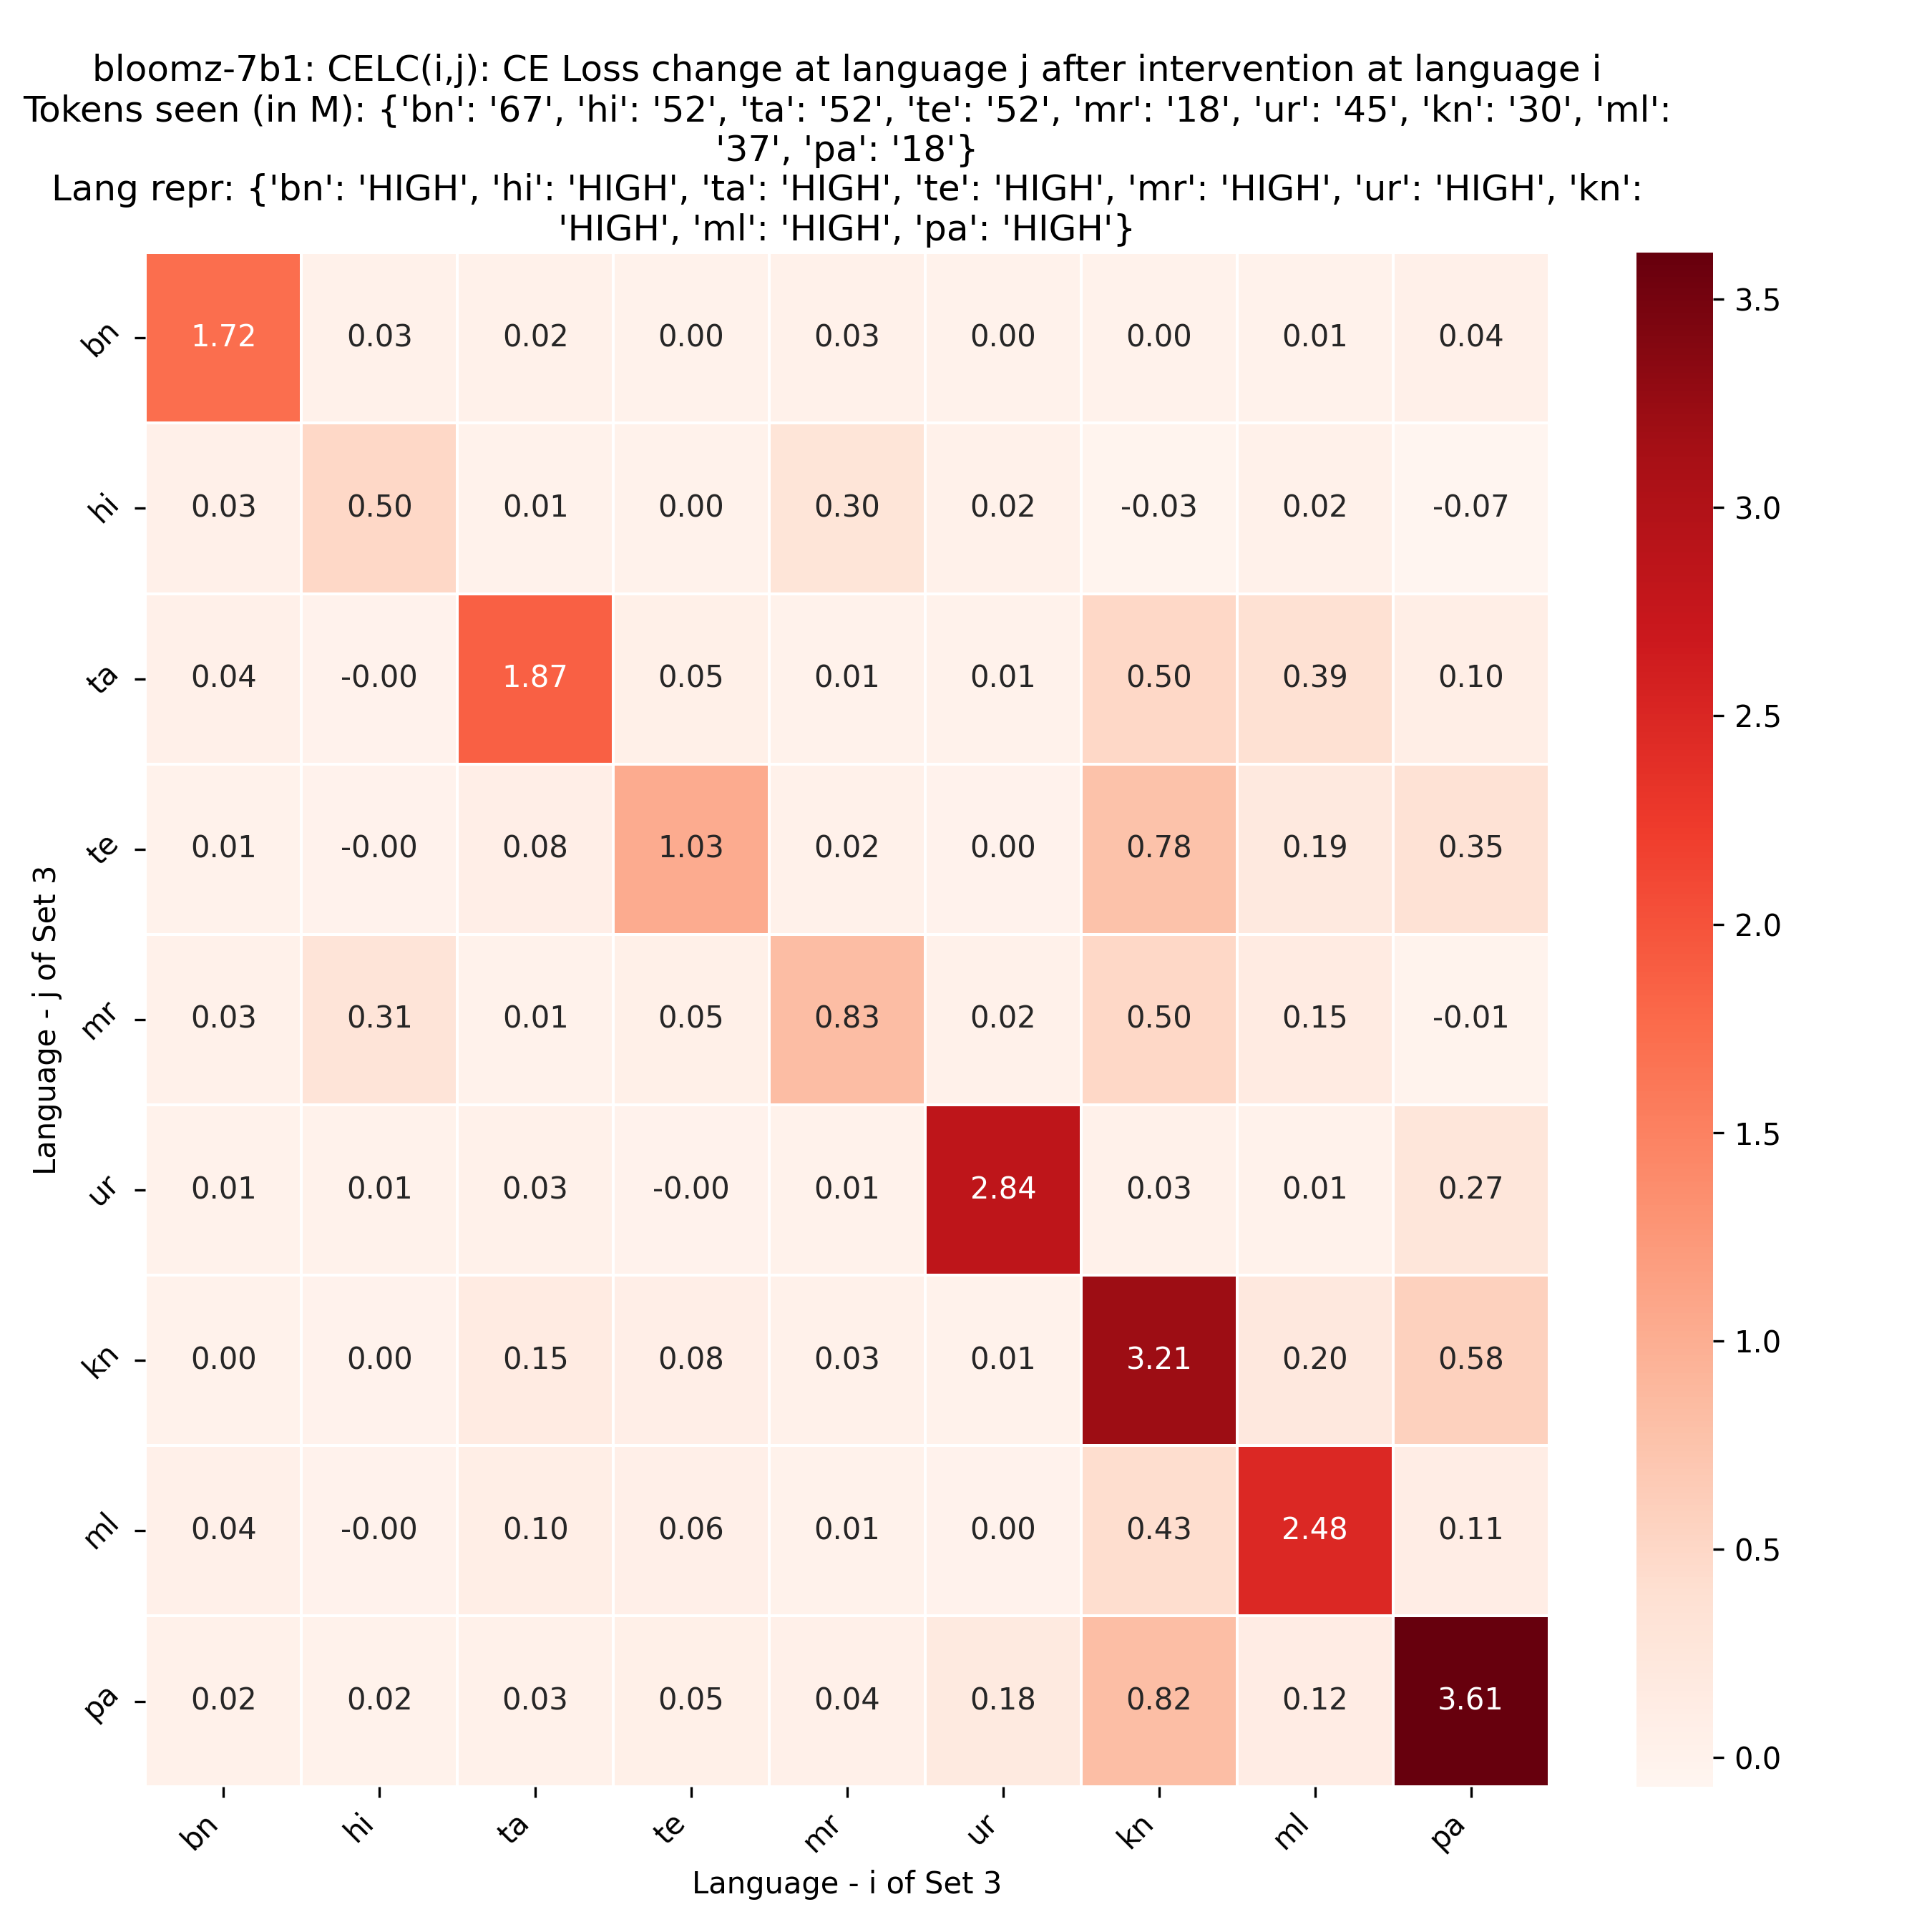 bloomz-7b1: CELC(i,j): CE Loss change at language j after intervention at language i
Tokens seen (in M): {'bn': '67', 'hi': '52', 'ta': '52', 'te': '52', 'mr': '18', 'ur': '45', 'kn': '30', 'ml':
'37', 'pa': '18'}
Lang repr: {'bn': 'HIGH', 'hi': 'HIGH', 'ta': 'HIGH', 'te': 'HIGH', 'mr': 'HIGH', 'ur': 'HIGH', 'kn':
'HIGH', 'ml': 'HIGH', 'pa': 'HIGH'}
bn 1.72 0.03 0.02 0.00 0.03 0.00 0.00 0.01 0.04
hi 0.03 0.50 0.01 0.00 0.30 0.02 -0.03 0.02 -0.07
ta 0.04 -0.00 1.87 0.05 0.01 0.01 0.50 0.39 0.10
te 0.01 -0.00 0.08 1.03 0.02 0.00 0.78 0.19 0.35
mr 0.03 0.31 0.01 0.05 0.83 0.02 0.50 0.15 -0.01
ur 0.01 0.01 0.03 -0.00 0.01 2.84 0.03 0.01 0.27
kn 0.00 0.00 0.15 0.08 0.03 0.01 3.21 0.20 0.58
ml 0.04 -0.00 0.10 0.06 0.01 0.00 0.43 2.48 0.11
pa 0.02 0.02 0.03 0.05 0.04 0.18 0.82 0.12 3.61
bn hi ta te mr ur kn ml pa
Language - i of Set 3
Language - j of Set 3
3.5
3.0
2.5
2.0
1.5
1.0
0.5
0.0